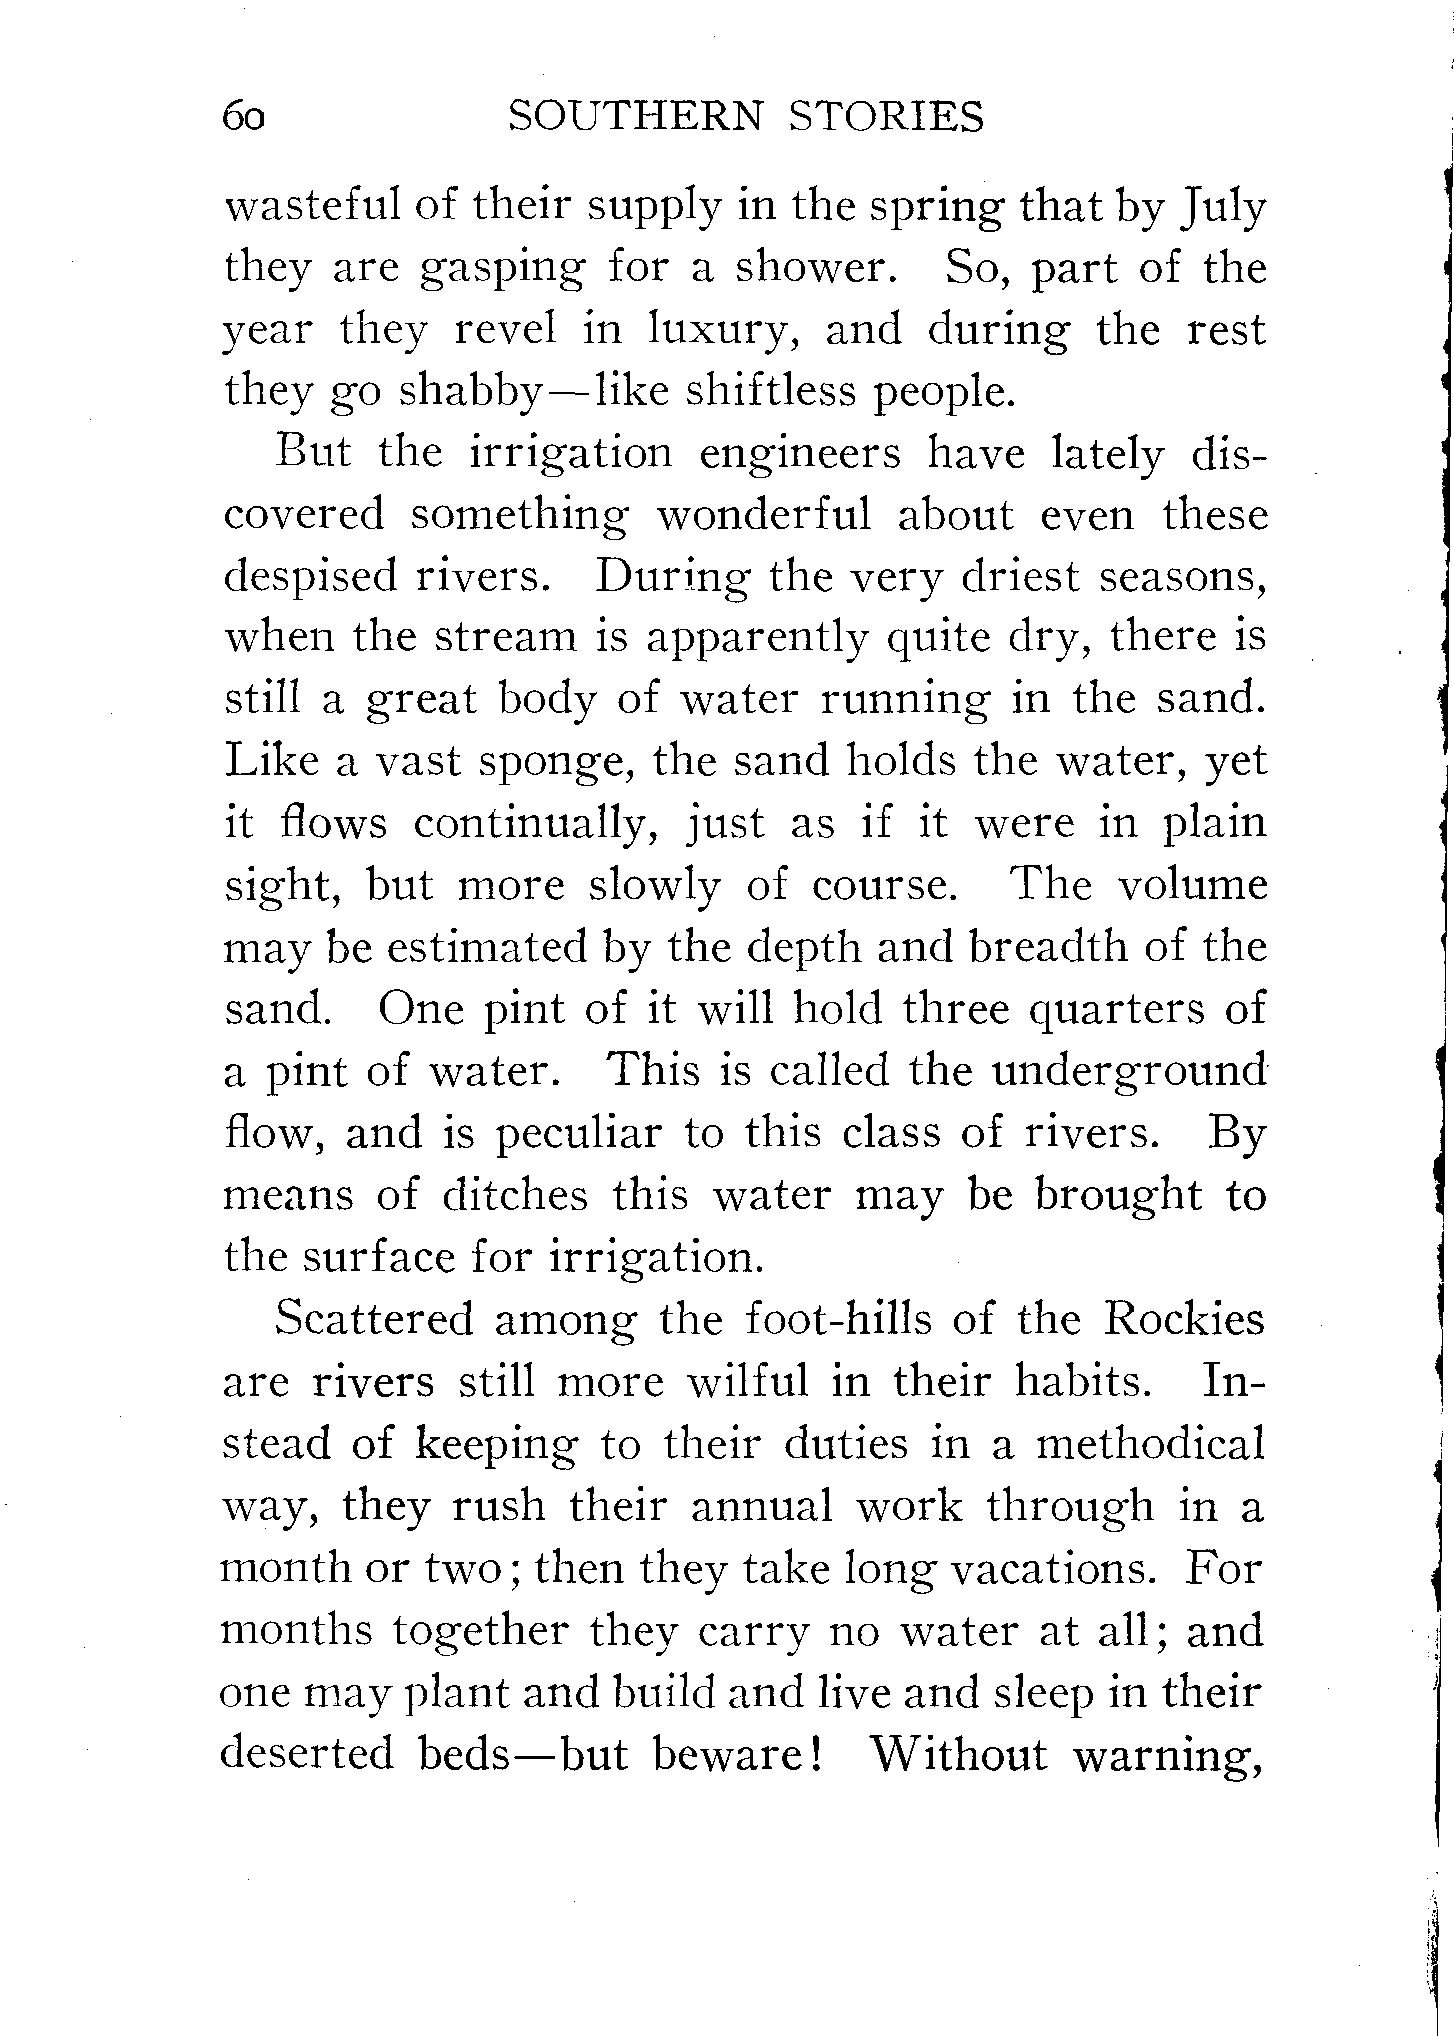 60 SOUTHERN STORIES
wasteful of their supply in the spring that by July
they are gasping for a shower. So, part of the
year they revel in luxury, and during the rest
they go shabby—like shiftless people.
But the irrigation engineers have lately dis-
covered something wonderful about even these
despised rivers. During the very driest seasons,
when the stream is apparently quite dry, there is
still a great body of water running in the sand.
Like a vast sponge, the sand holds the water, yet
it flows continually, just as if it were in plain
sight, but more slowly of course. The volume
may be estimated by the depth and breadth of the
sand. One pint of it will hold three quarters of
a pint of water. This is called the underground
flow, and is peculiar to this class of rivers. By
means of ditches this water may be brought to
the surface for irrigation.
Scattered among the foot-hills of the Rockies
are rivers still more wilful in their habits. In-
stead of keeping to their duties in a methodical
way, they rush their annual work through in a
month or two; then they take long vacations. For
months together they carry no water at all; and
one may plant and build and live and sleep in their
deserted beds—but beware! Without warning,